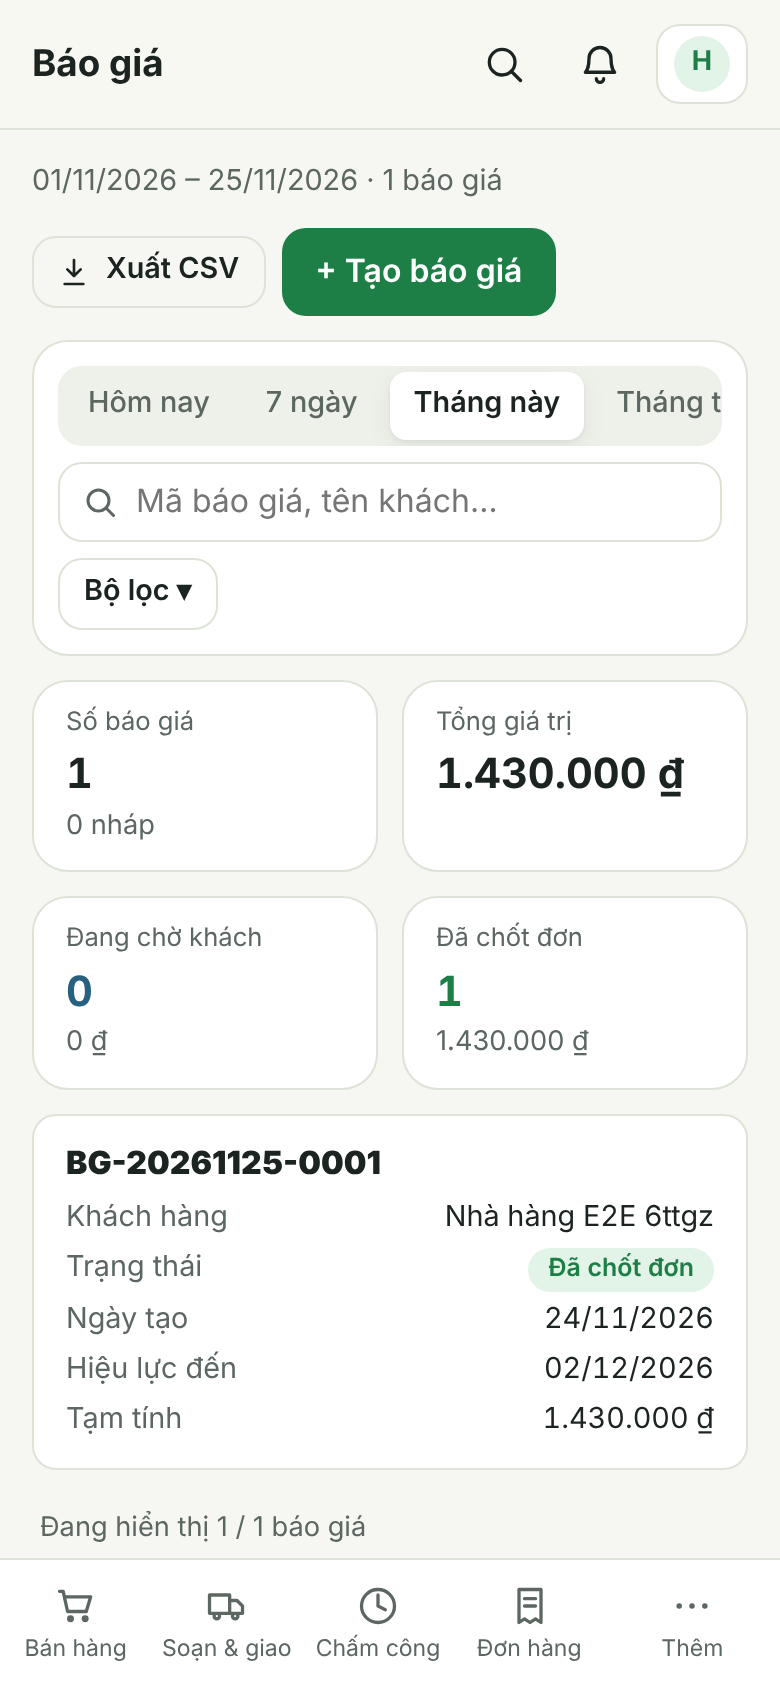 Báo giá
H
01/11/2026 – 25/11/2026 · 1 báo giá
Xuất CSV
+ Tạo báo giá
Hôm nay 7 ngày Tháng này Tháng t
Mã báo giá, tên khách...
Bộ lọc ▾
Số báo giá
1
0 nháp
Tổng giá trị
1.430.000 ₫
Đang chờ khách
0
0 ₫
Đã chốt đơn
1
1.430.000 ₫
BG-20261125-0001
Khách hàng Nhà hàng E2E 6ttgz
Trạng thái Đã chốt đơn
Ngày tạo 24/11/2026
Hiệu lực đến 02/12/2026
Tạm tính 1.430.000 ₫
Đang hiển thị 1 / 1 báo giá
Bán hàng Soạn & giao Chấm công Đơn hàng Thêm